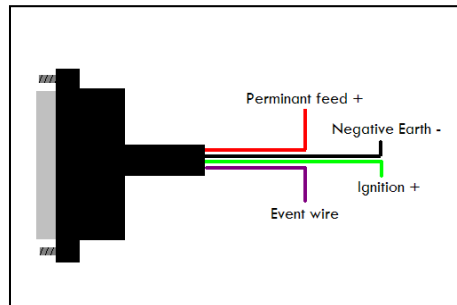 Perminant feed +
Negative Earth -
Ignition +
Event wire